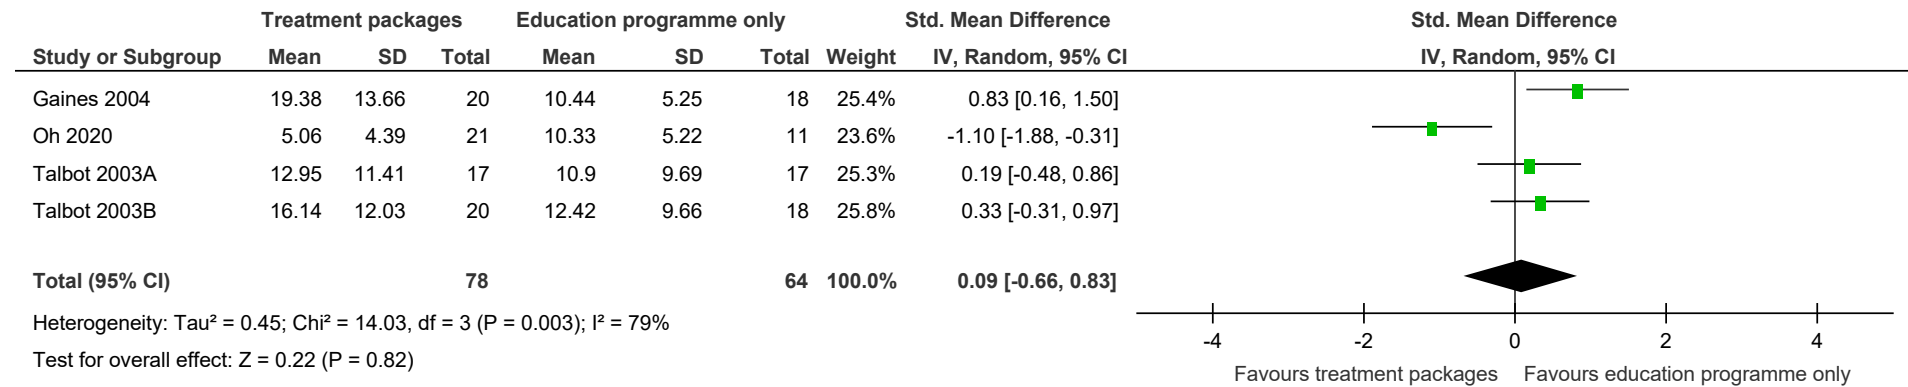 Treatment packages Education programme only Std. Mean Difference Std. Mean Difference
Study or Subgroup Mean SD Total Mean SD Total Weight IV, Random, 95% CI IV, Random, 95% CI
Gaines 2004 19.38 13.66 20 10.44 5.25 18 25.4% 0.83 [0.16, 1.50]
Oh 2020 5.06 4.39 21 10.33 5.22 11 23.6% -1.10 [-1.88, -0.31]
Talbot 2003A 12.95 11.41 17 10.9 9.69 17 25.3% 0.19 [-0.48, 0.86]
Talbot 2003B 16.14 12.03 20 12.42 9.66 18 25.8% 0.33 [-0.31, 0.97]
Total (95% CI) 78 64 100.0% 0.09 [-0.66, 0.83]
Heterogeneity: Tau² = 0.45; Chi² = 14.03, df = 3 (P = 0.003); I² = 79%
Test for overall effect: Z = 0.22 (P = 0.82)
-4 -2 0 2 4
Favours treatment packages Favours education programme only